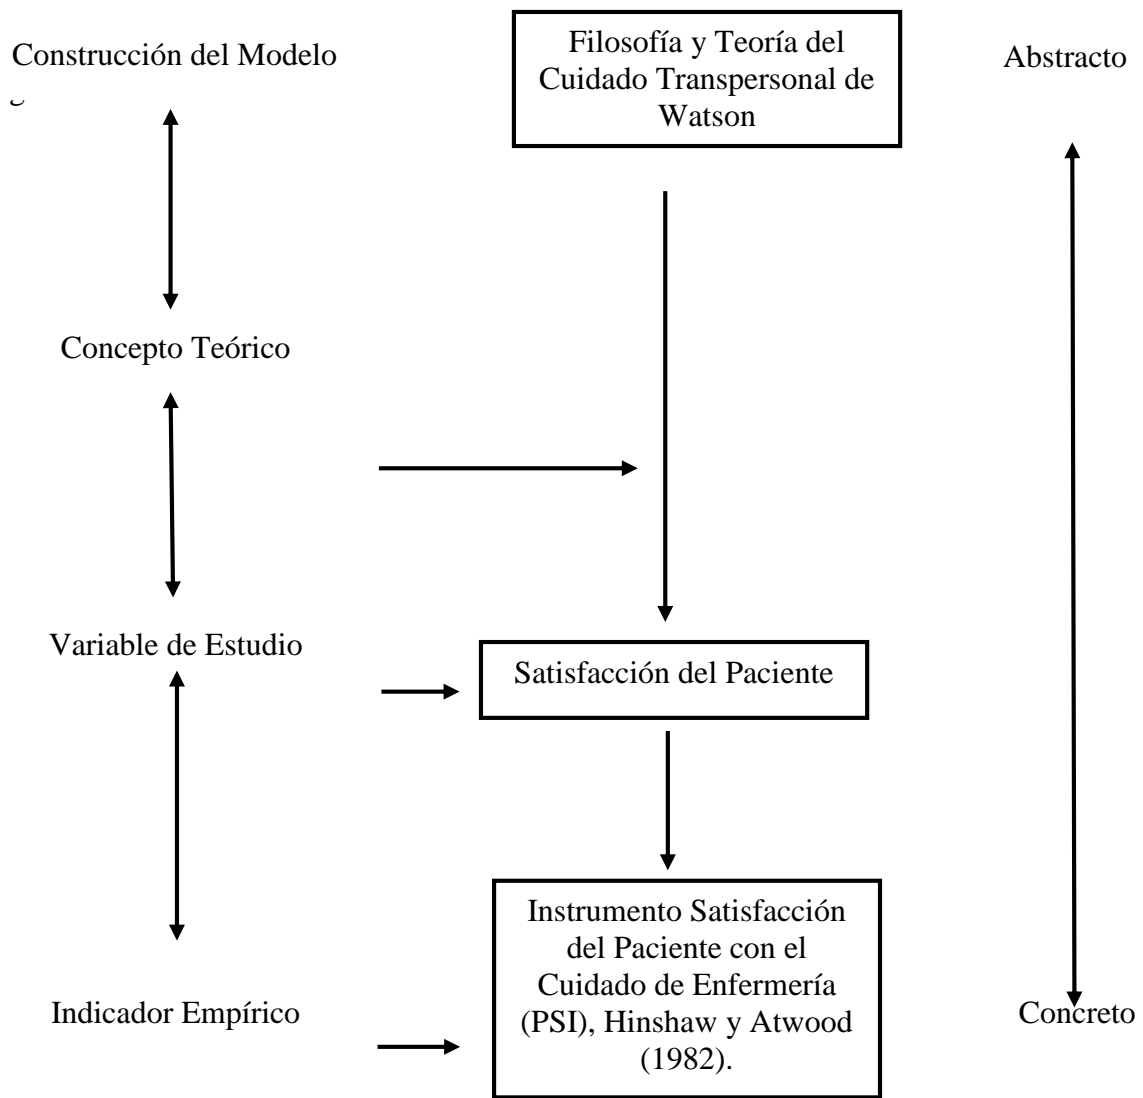 Construcción del Modelo
Filosofía y Teoría del
Cuidado Transpersonal de
Watson
Abstracto
Concepto Teórico
Variable de Estudio
Satisfacción del Paciente
Instrumento Satisfacción
del Paciente con el
Cuidado de Enfermería
(PSI), Hinshaw y Atwood
(1982).
Indicador Empírico
Concreto